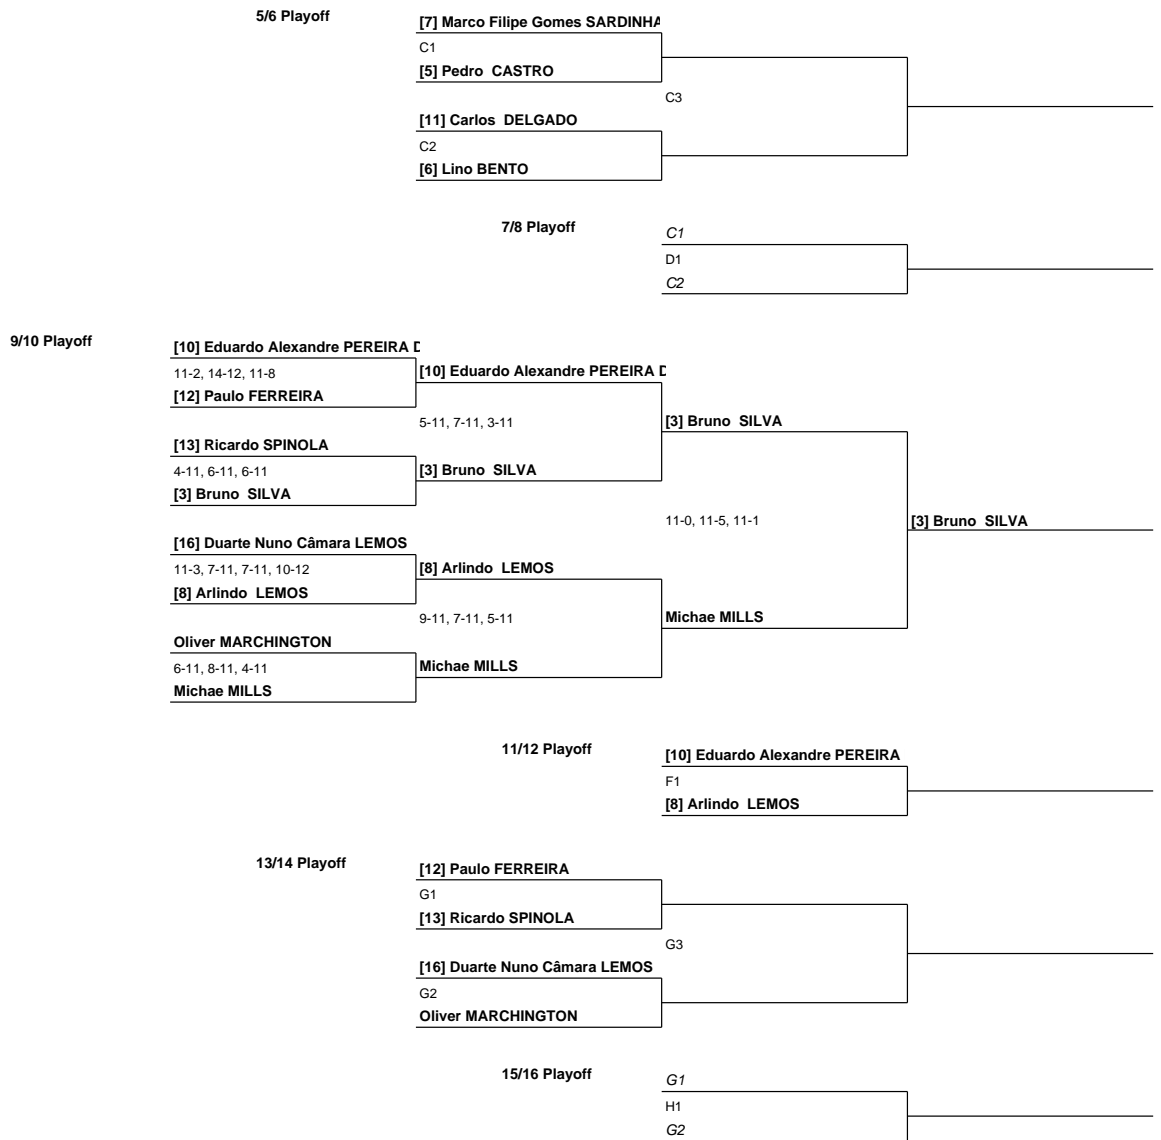 5/6 Playoff
[7] Marco Filipe Gomes SARDINHA
C1
[5] Pedro CASTRO
C3
[11] Carlos DELGADO
C2
[6] Lino BENTO
7/8 Playoff
C1
D1
C2
9/10 Playoff
[10] Eduardo Alexandre PEREIRA D
11-2, 14-12, 11-8
[10] Eduardo Alexandre PEREIRA D
[12] Paulo FERREIRA
5-11, 7-11, 3-11
[3] Bruno SILVA
[13] Ricardo SPINOLA
4-11, 6-11, 6-11
[3] Bruno SILVA
[3] Bruno SILVA
11-0, 11-5, 11-1
[3] Bruno SILVA
[16] Duarte Nuno Câmara LEMOS
11-3, 7-11, 7-11, 10-12
[8] Arlindo LEMOS
[8] Arlindo LEMOS
9-11, 7-11, 5-11
Michae MILLS
Oliver MARCHINGTON
6-11, 8-11, 4-11
Michae MILLS
Michae MILLS
11/12 Playoff
[10] Eduardo Alexandre PEREIRA
F1
[8] Arlindo LEMOS
13/14 Playoff
[12] Paulo FERREIRA
G1
[13] Ricardo SPINOLA
G3
[16] Duarte Nuno Câmara LEMOS
G2
Oliver MARCHINGTON
15/16 Playoff
G1
H1
G2